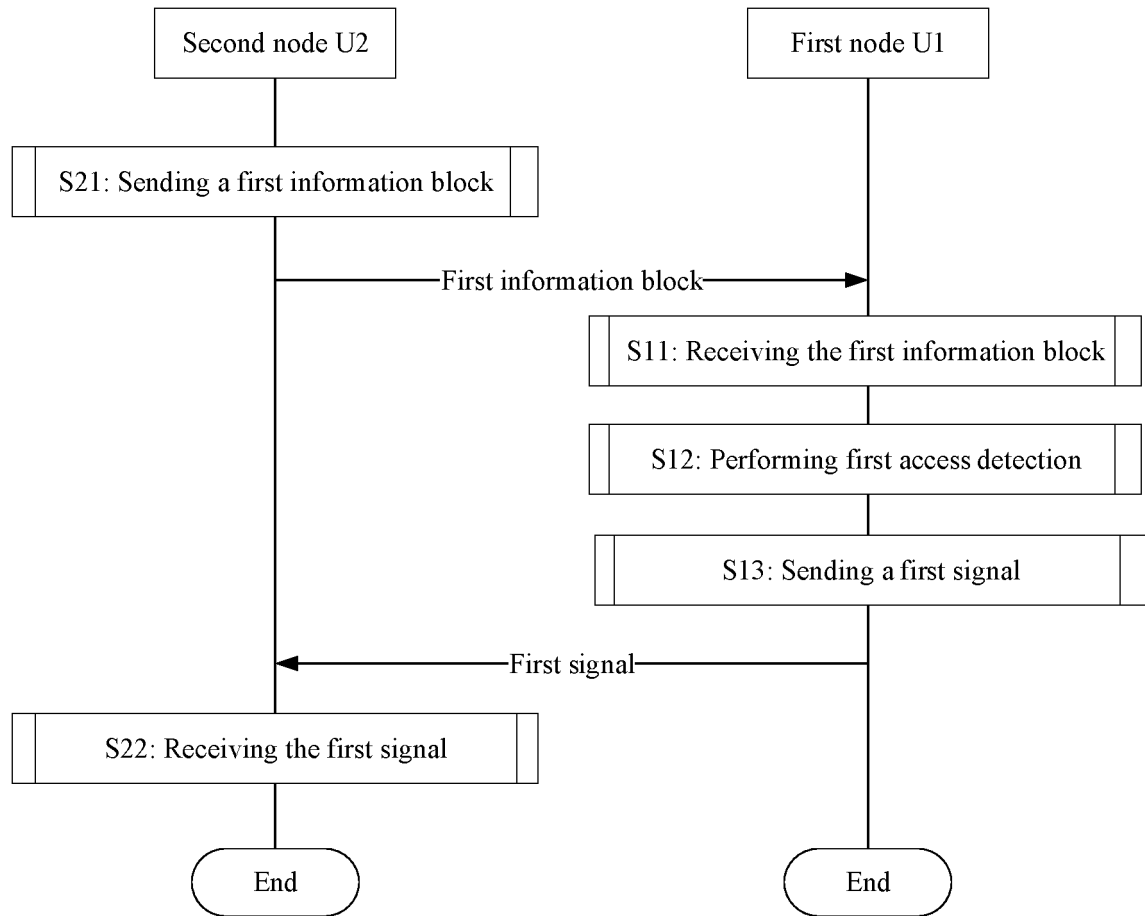 Second node U2
First node U1
S21: Sending a first information block
First information block
S11: Receiving the first information block
S12: Performing first access detection
S13: Sending a first signal
First signal
S22: Receiving the first signal
End
End